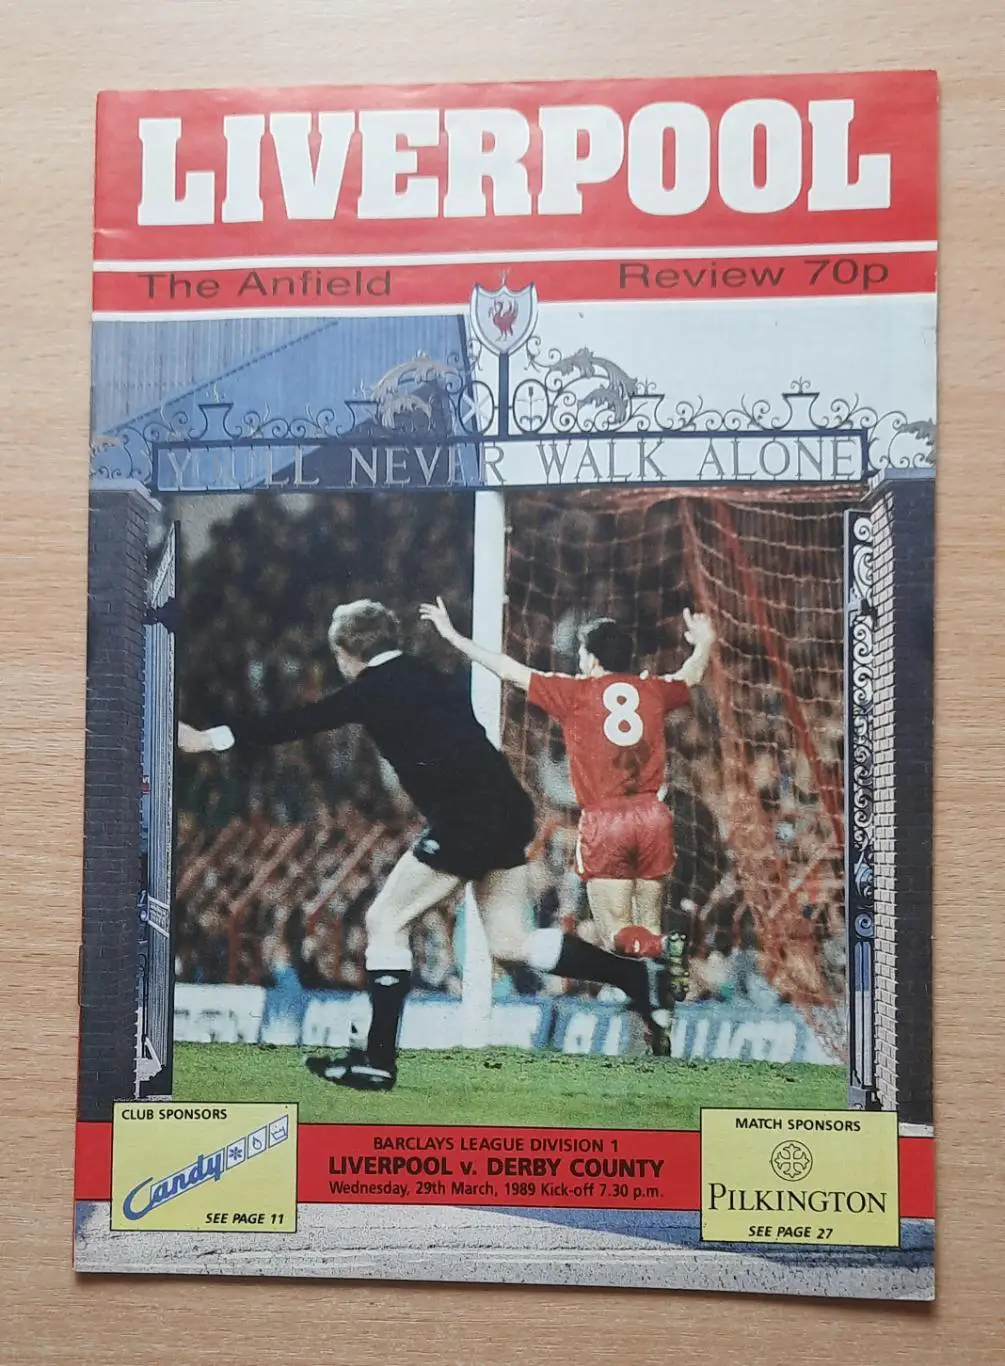 LIVERPOOL
The Anfield Review 70p
YOU'LL NEVER WALK ALONE
8
CLUB SPONSORS
Candy
SEE PAGE 11
BARCLAYS LEAGUE DIVISION 1
LIVERPOOL v. DERBY COUNTY
Wednesday, 29th March, 1989 Kick-off 7.30 p.m.
MATCH SPONSORS
PILKINGTON
SEE PAGE 27